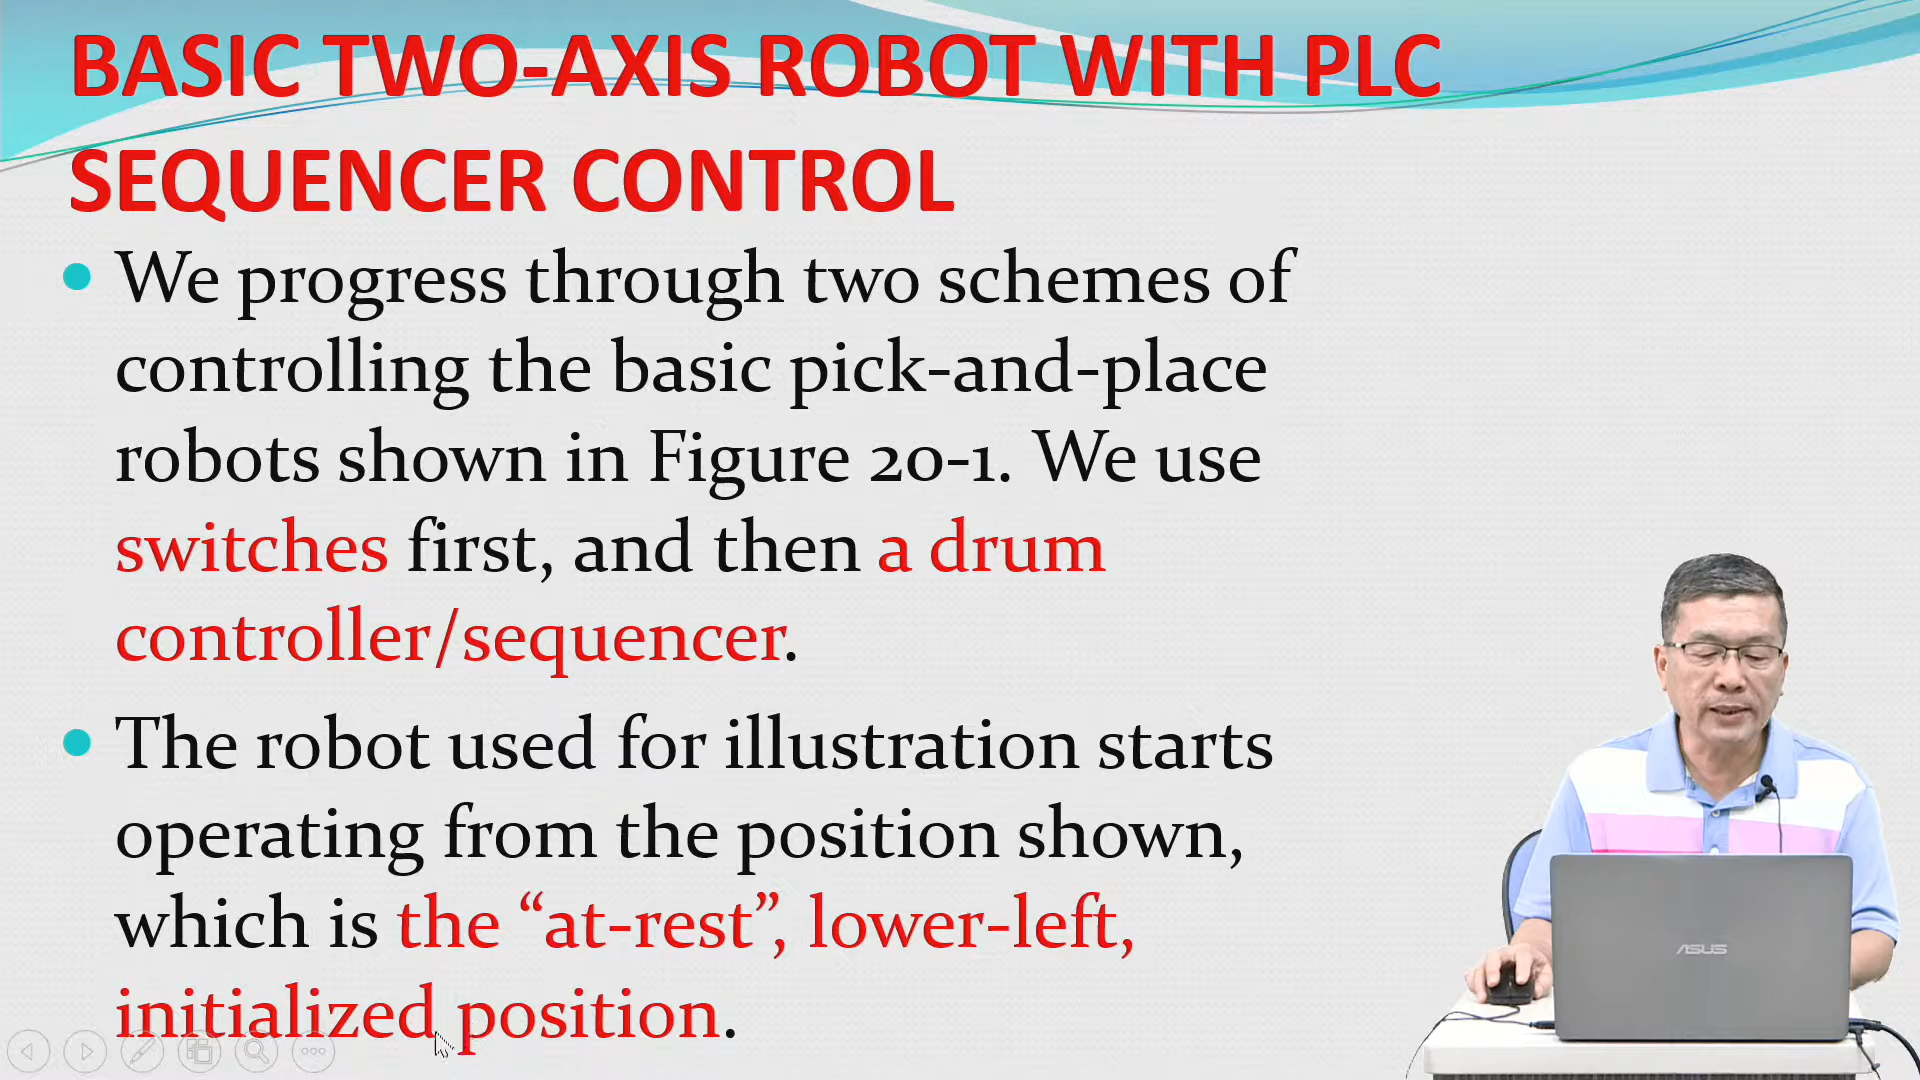 BASIC TWO-AXIS ROBOT WITH PLC
SEQUENCER CONTROL
We progress through two schemes of
controlling the basic pick-and-place
robots shown in Figure 20-1. We use
switches first, and then a drum
controller/sequencer.
The robot used for illustration starts
operating from the position shown,
which is the “at-rest”, lower-left,
initialized position.
ASUS